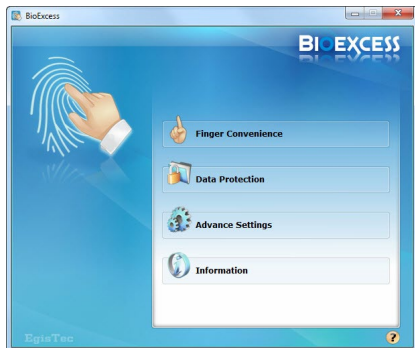 BioExcess
BIOEXCESS
Finger Convenience
Data Protection
Advance Settings
Information
EgisTec
?